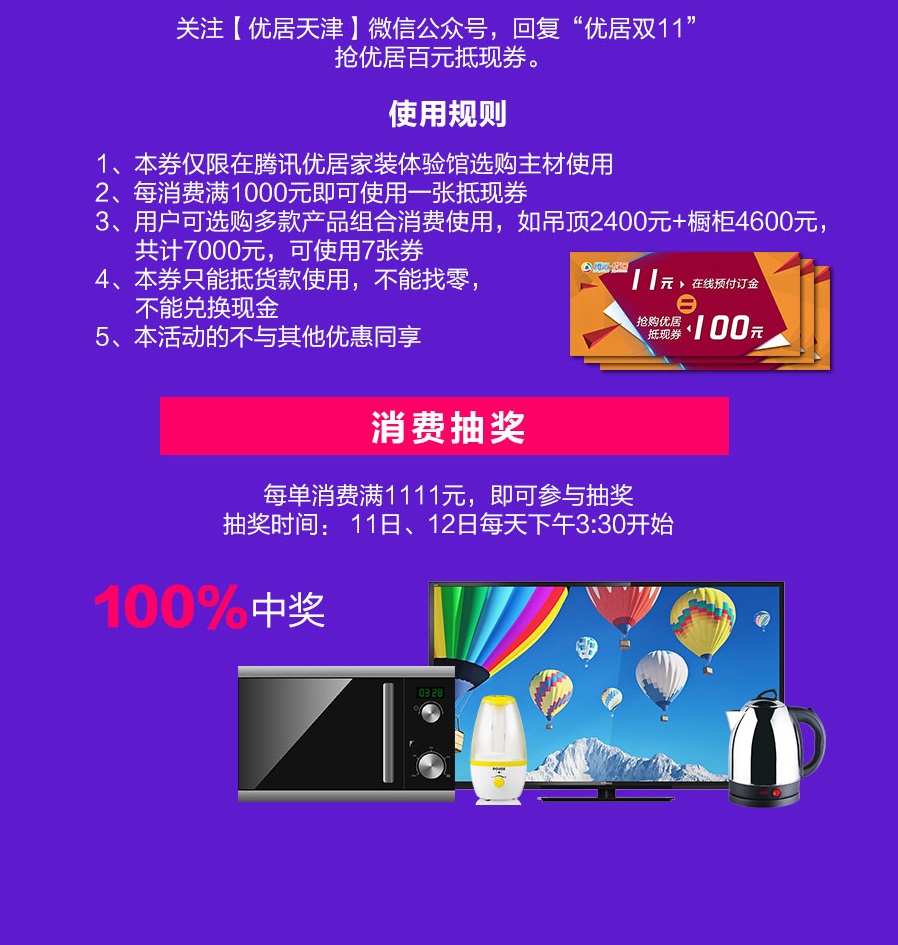 关注【优居天津】微信公众号，回复“优居双11”
抢优居百元抵现券。
使用规则
1、本券仅限在腾讯优居家装体验馆选购主材使用
2、每消费满1000元即可使用一张抵现券
3、用户可选购多款产品组合消费使用，如吊顶2400元+橱柜4600元，
共计7000元，可使用7张券
4、本券只能抵货款使用，不能找零，
不能兑换现金
5、本活动的不与其他优惠同享
11元 在线预付订金
=
抢购优居
抵现券 100元
消费抽奖
每单消费满1111元，即可参与抽奖
抽奖时间： 11日、12日每天下午3:30开始
100%中奖
03:28